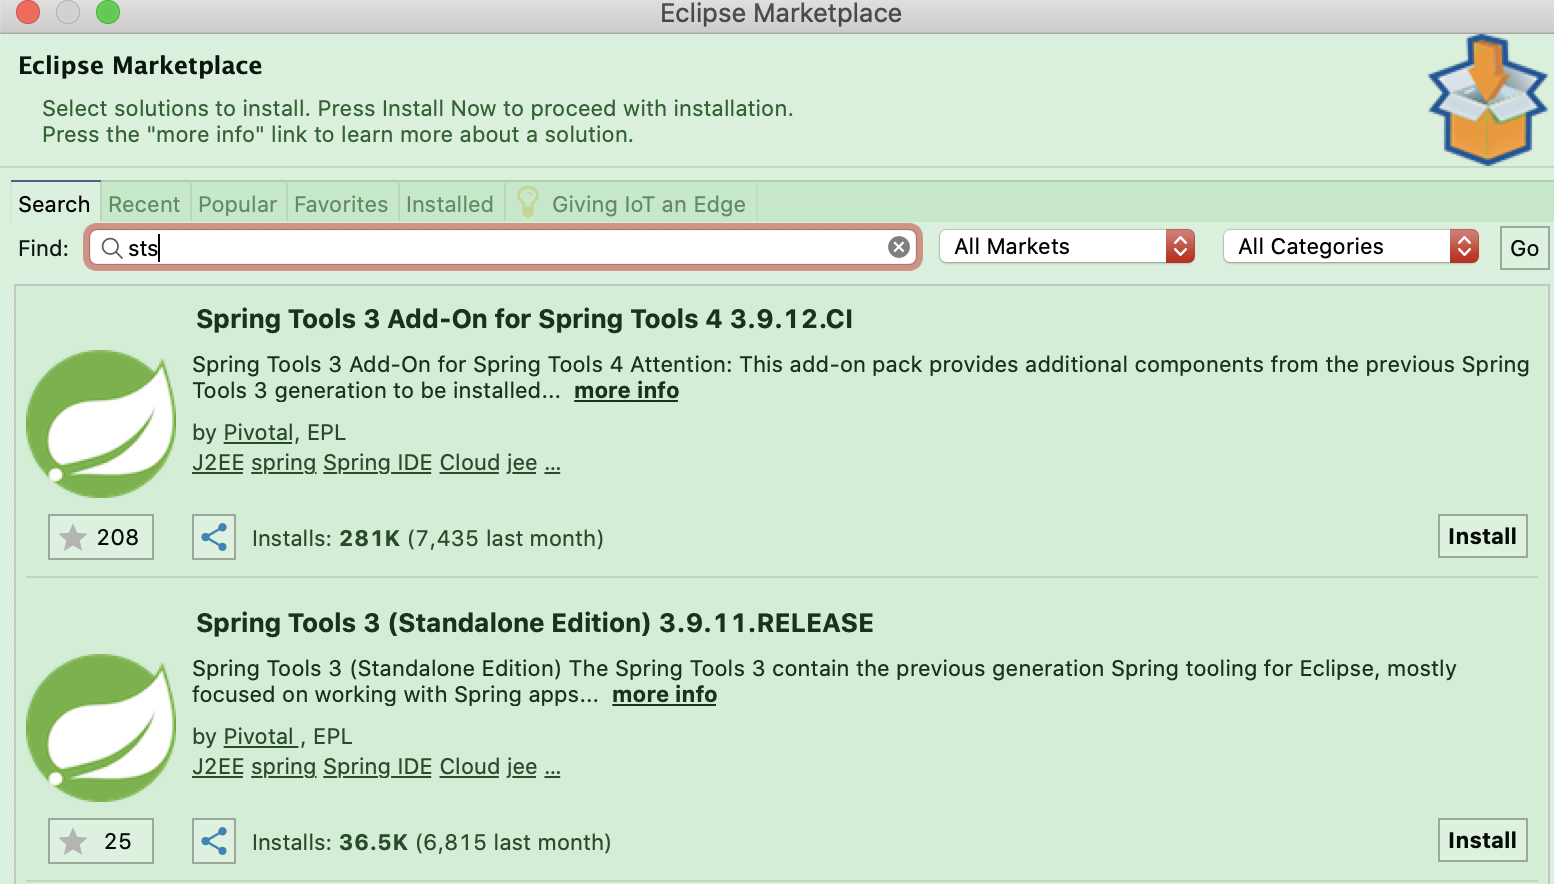 Eclipse Marketplace
Eclipse Marketplace
Select solutions to install. Press Install Now to proceed with installation.
Press the "more info" link to learn more about a solution.
Search Recent Popular Favorites Installed Giving IoT an Edge
Find: sts All Markets All Categories Go
Spring Tools 3 Add-On for Spring Tools 4 3.9.12.CI
Spring Tools 3 Add-On for Spring Tools 4 Attention: This add-on pack provides additional components from the previous Spring
Tools 3 generation to be installed... more info
by Pivotal, EPL
J2EE spring Spring IDE Cloud jee ...
208 Installs: 281K (7,435 last month) Install
Spring Tools 3 (Standalone Edition) 3.9.11.RELEASE
Spring Tools 3 (Standalone Edition) The Spring Tools 3 contain the previous generation Spring tooling for Eclipse, mostly
focused on working with Spring apps... more info
by Pivotal , EPL
J2EE spring Spring IDE Cloud jee ...
25 Installs: 36.5K (6,815 last month) Install